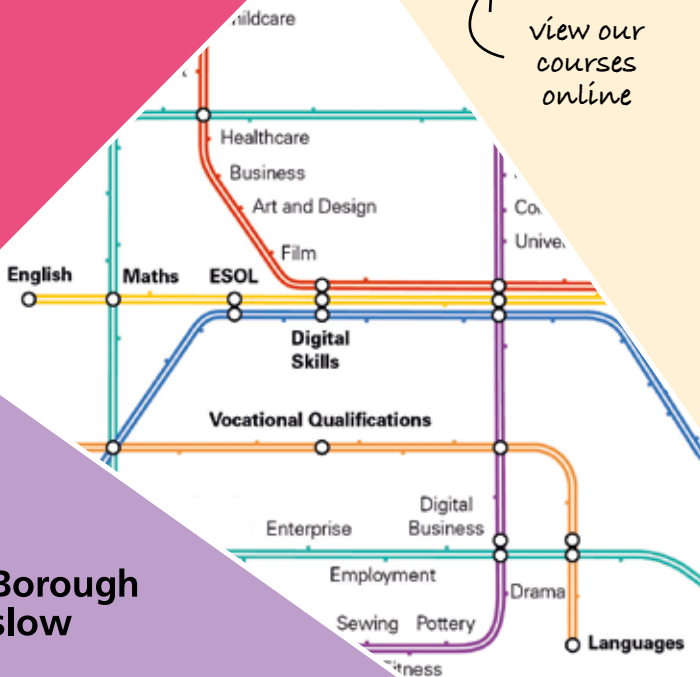 view our
courses
online
Healthcare
Business
Art and Design
Film
English
Maths
ESOL
Digital
Skills
Vocational Qualifications
Digital
Business
Enterprise
Employment
Drama
Sewing
Pottery
Languages
Borough